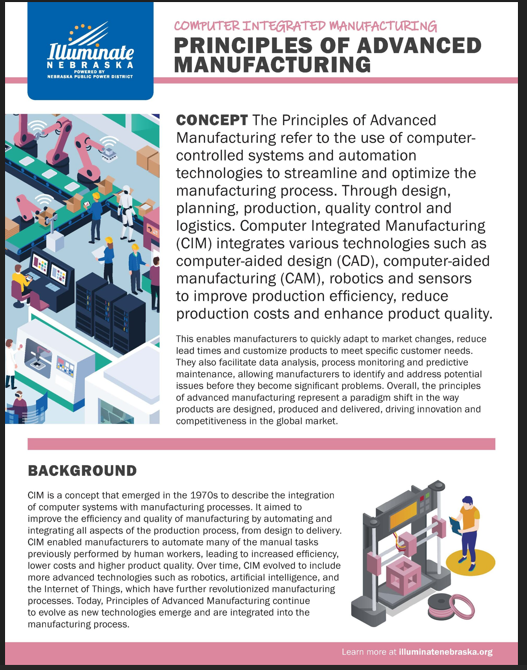 Illuminate
NEBRASKA
POWERED BY
NEBRASKA PUBLIC POWER DISTRICT
COMPUTER INTEGRATED MANUFACTURING
PRINCIPLES OF ADVANCED
MANUFACTURING
CONCEPT The Principles of Advanced
Manufacturing refer to the use of computer-
controlled systems and automation
technologies to streamline and optimize the
manufacturing process. Through design,
planning, production, quality control and
logistics. Computer Integrated Manufacturing
(CIM) integrates various technologies such as
computer-aided design (CAD), computer-aided
manufacturing (CAM), robotics and sensors
to improve production efficiency, reduce
production costs and enhance product quality.
This enables manufacturers to quickly adapt to market changes, reduce
lead times and customize products to meet specific customer needs.
They also facilitate data analysis, process monitoring and predictive
maintenance, allowing manufacturers to identify and address potential
issues before they become significant problems. Overall, the principles
of advanced manufacturing represent a paradigm shift in the way
products are designed, produced and delivered, driving innovation and
competitiveness in the global market.
BACKGROUND
CIM is a concept that emerged in the 1970s to describe the integration
of computer systems with manufacturing processes. It aimed to
improve the efficiency and quality of manufacturing by automating and
integrating all aspects of the production process, from design to delivery.
CIM enabled manufacturers to automate many of the manual tasks
previously performed by human workers, leading to increased efficiency,
lower costs and higher product quality. Over time, CIM evolved to include
more advanced technologies such as robotics, artificial intelligence, and
the Internet of Things, which have further revolutionized manufacturing
processes. Today, Principles of Advanced Manufacturing continue
to evolve as new technologies emerge and are integrated into the
manufacturing process.
Learn more at illuminatenebraska.org